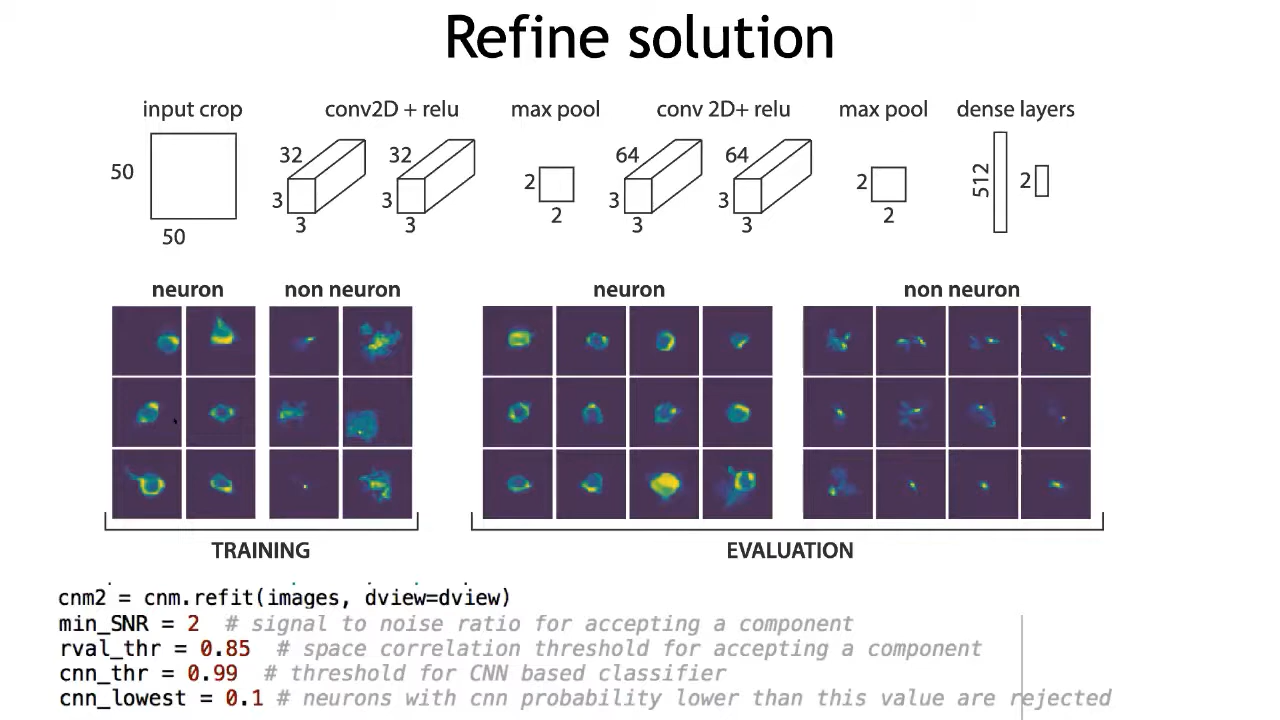 Refine solution
input crop
conv2D + relu
max pool
conv 2D+ relu
max pool
dense layers
50
50
32
3
3
32
3
3
2
2
64
3
3
64
3
3
2
2
512
2
neuron
non neuron
neuron
non neuron
TRAINING
EVALUATION
cnm2 = cnm.refit(images, dview=dview)
min_SNR = 2 # signal to noise ratio for accepting a component
rval_thr = 0.85 # space correlation threshold for accepting a component
cnn_thr = 0.99 # threshold for CNN based classifier
cnn_lowest = 0.1 # neurons with cnn probability lower than this value are rejected